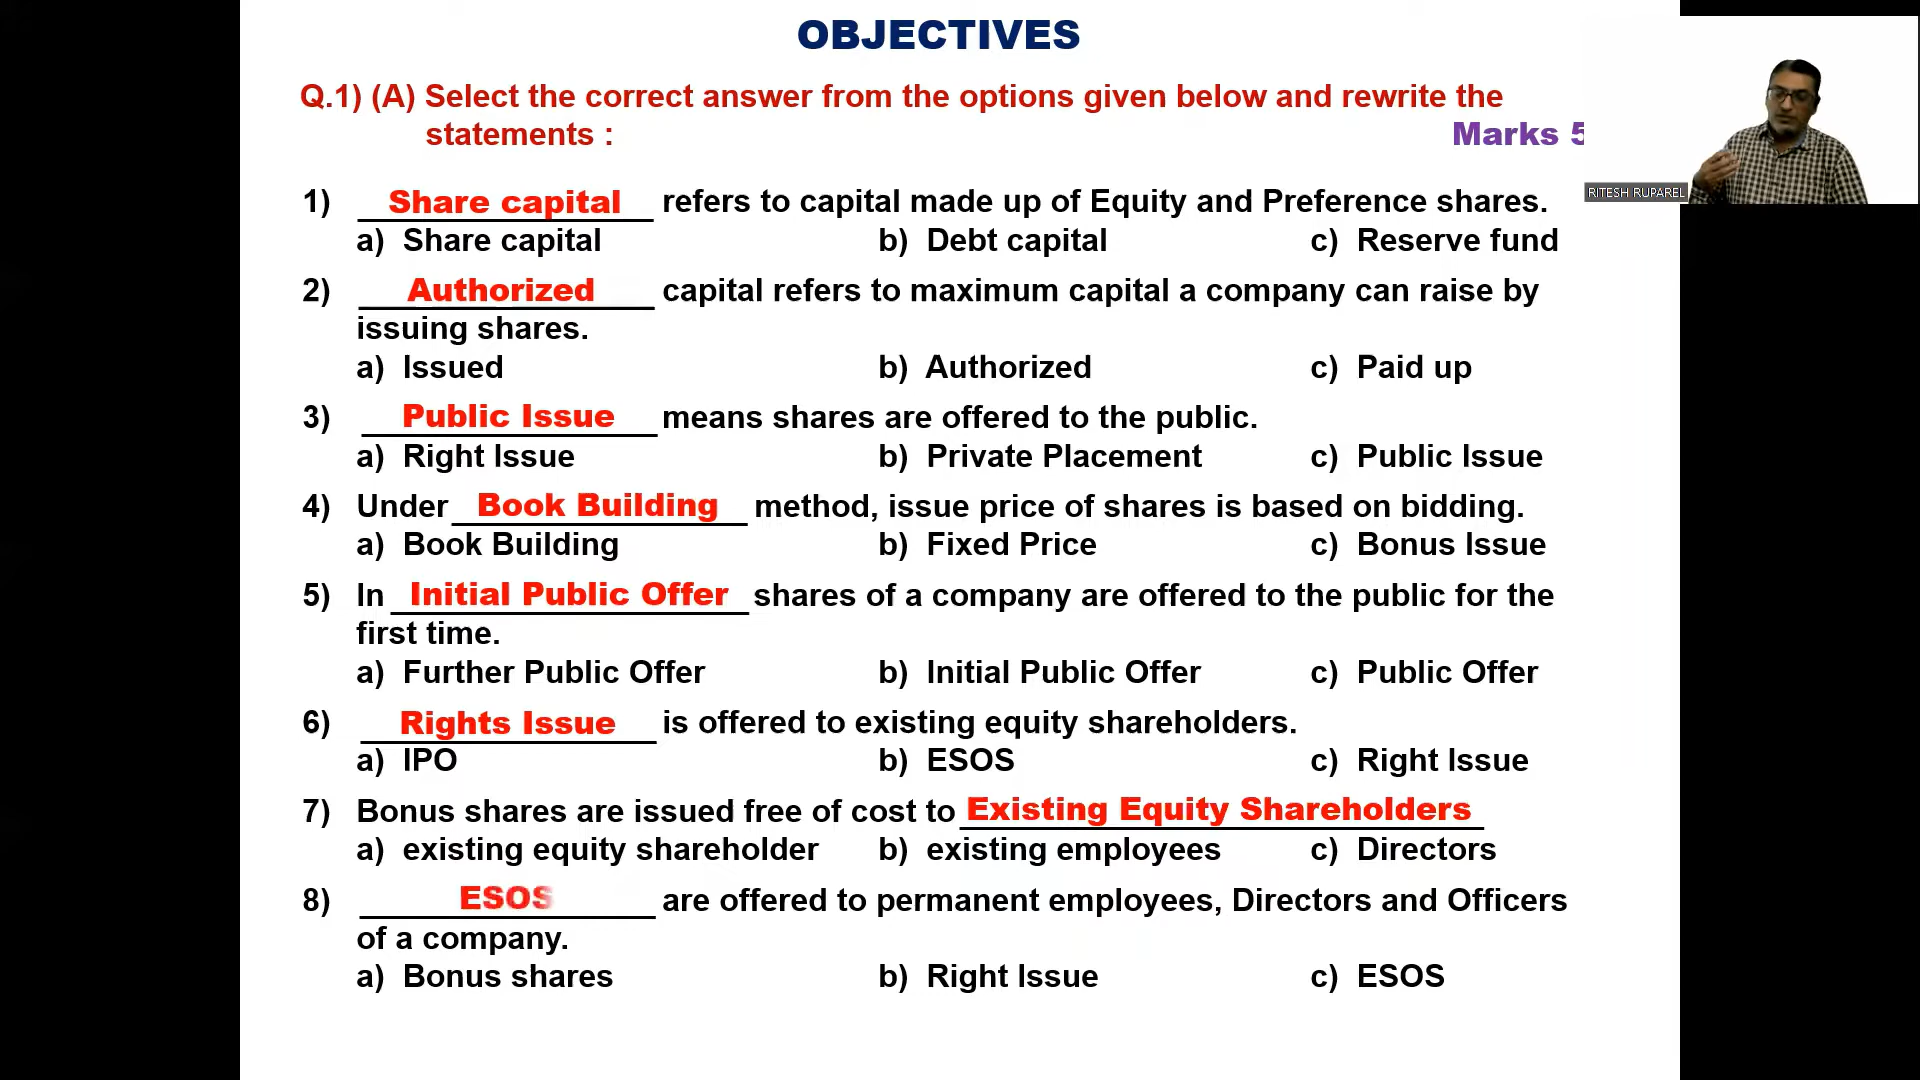 OBJECTIVES
Q.1) (A) Select the correct answer from the options given below and rewrite the
statements :
Marks 5
RITESH RUPAREL
1) Share capital refers to capital made up of Equity and Preference shares.
a) Share capital b) Debt capital c) Reserve fund
2) Authorized capital refers to maximum capital a company can raise by
issuing shares.
a) Issued b) Authorized c) Paid up
3) Public Issue means shares are offered to the public.
a) Right Issue b) Private Placement c) Public Issue
4) Under Book Building method, issue price of shares is based on bidding.
a) Book Building b) Fixed Price c) Bonus Issue
5) In Initial Public Offer shares of a company are offered to the public for the
first time.
a) Further Public Offer b) Initial Public Offer c) Public Offer
6) Rights Issue is offered to existing equity shareholders.
a) IPO b) ESOS c) Right Issue
7) Bonus shares are issued free of cost to Existing Equity Shareholders
a) existing equity shareholder b) existing employees c) Directors
8) ESOS are offered to permanent employees, Directors and Officers
of a company.
a) Bonus shares b) Right Issue c) ESOS